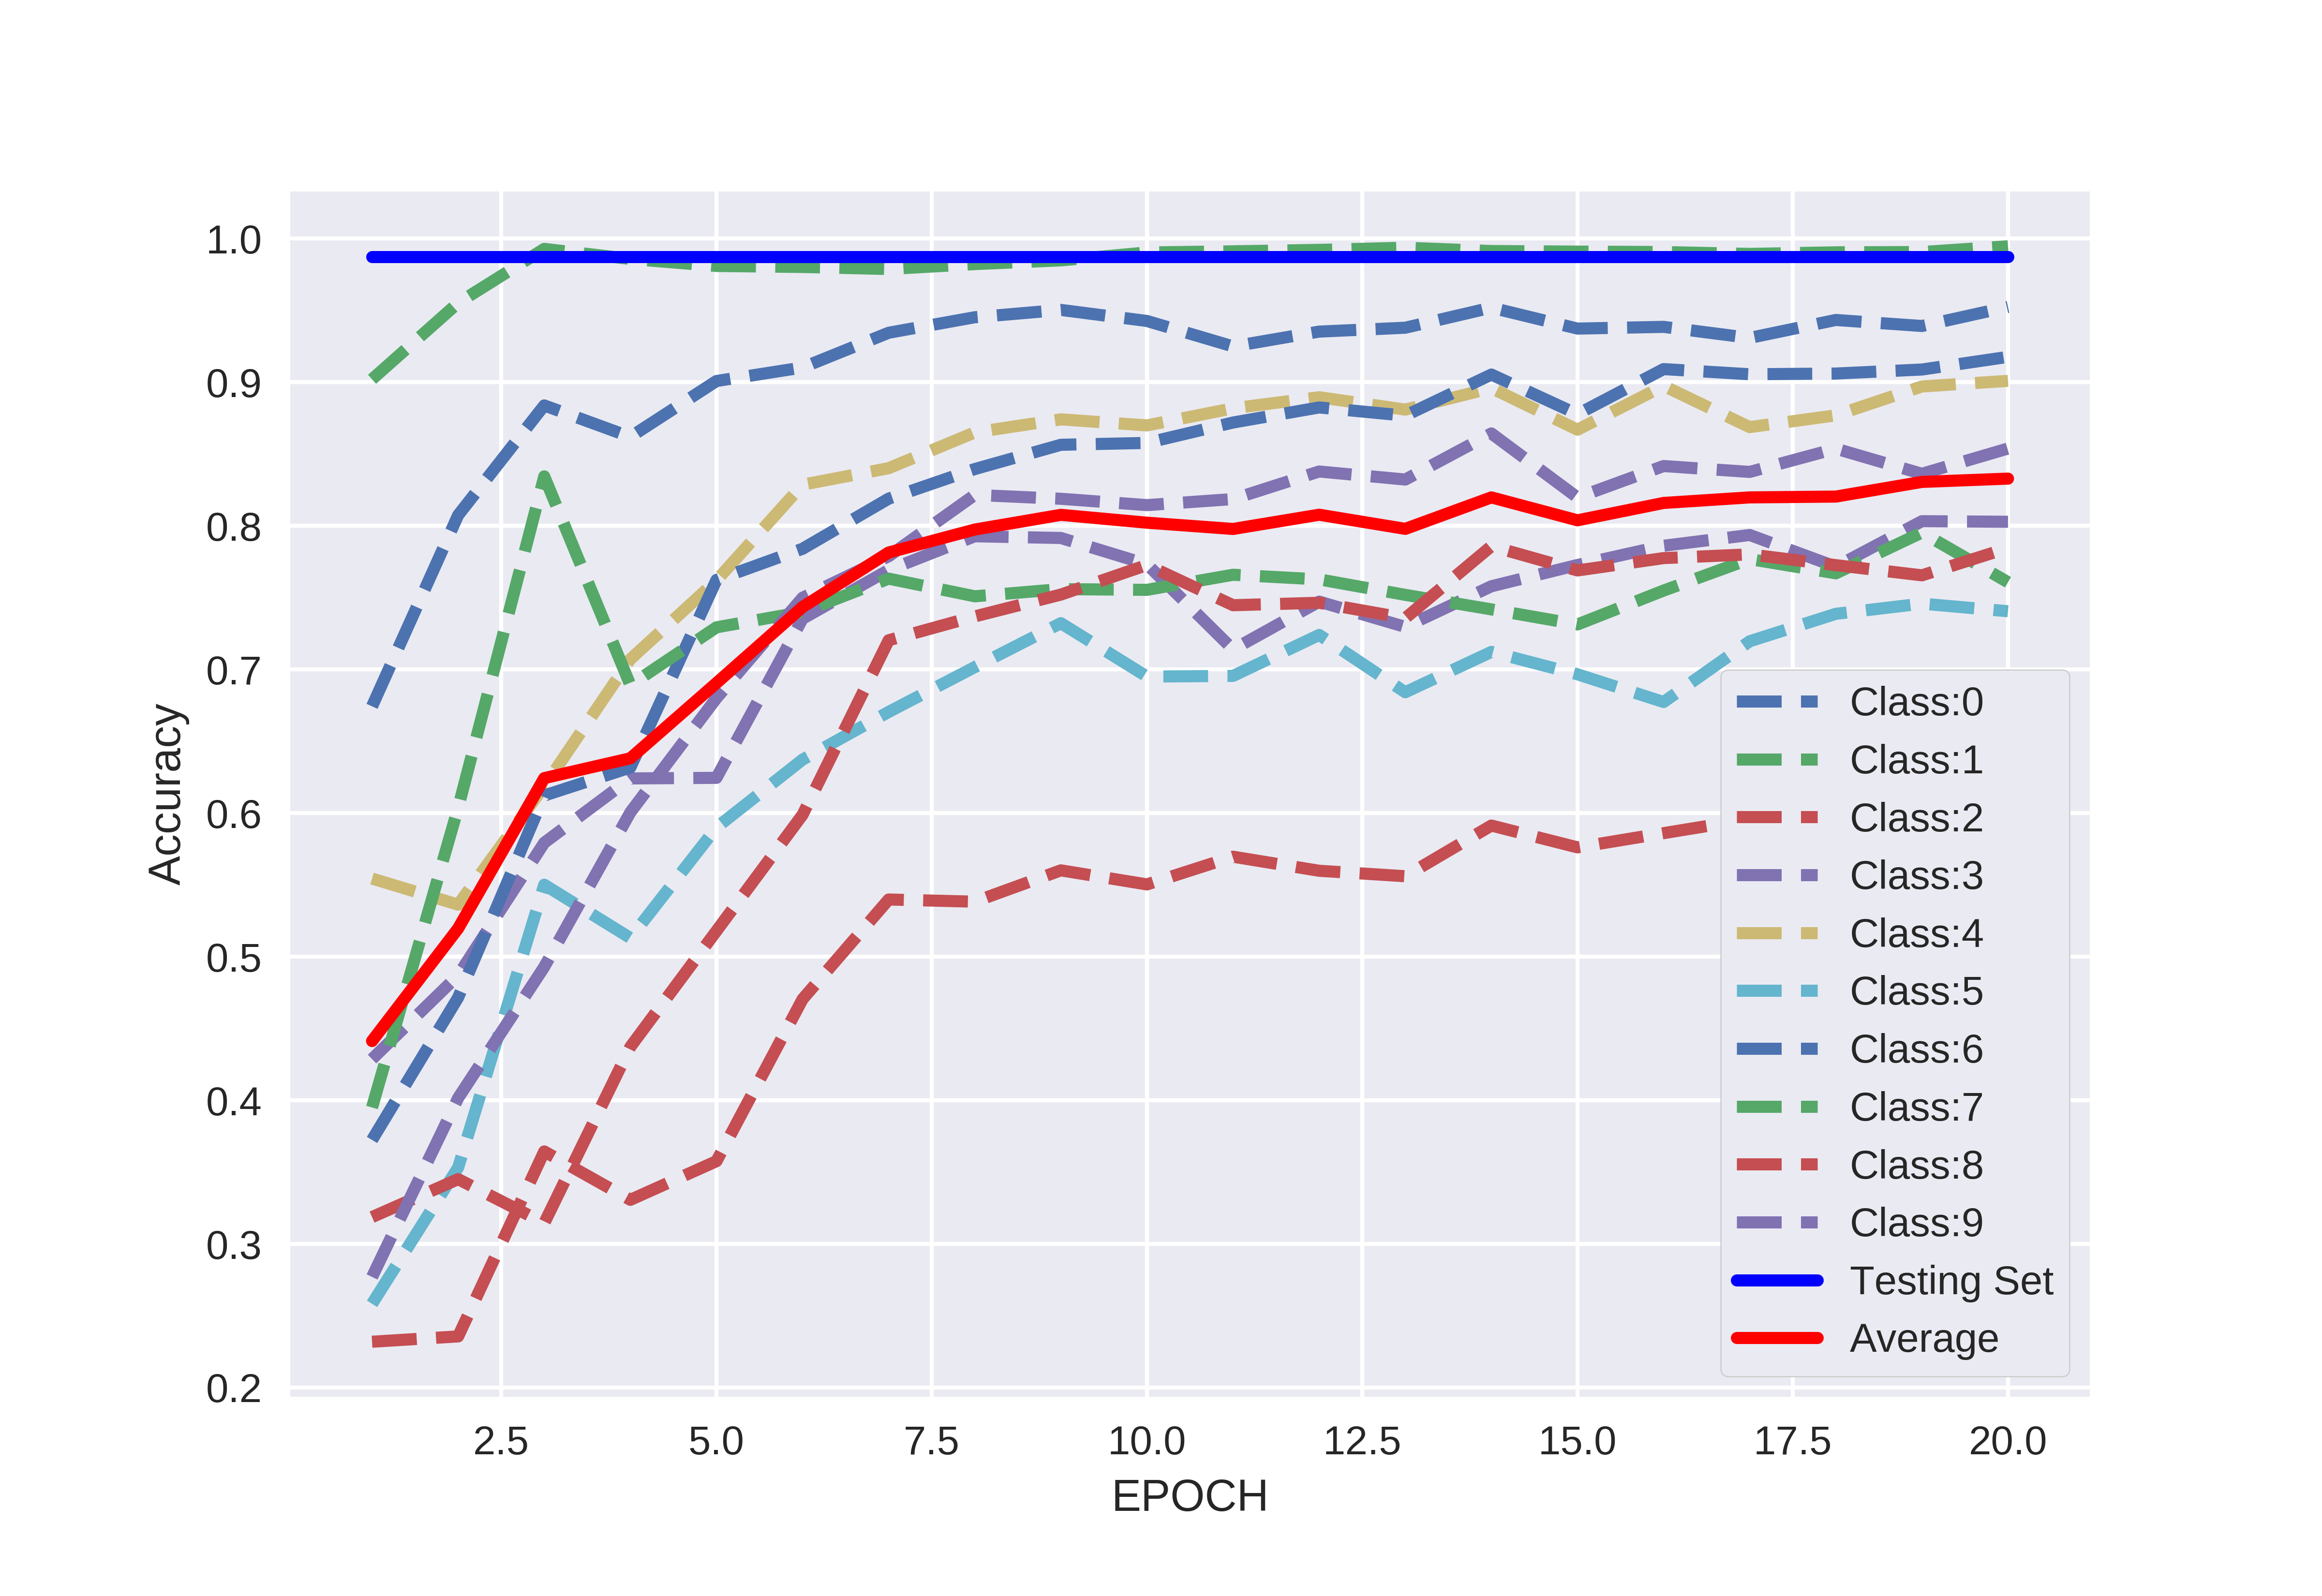 1.0
0.9
0.8
0.7
0.6
0.5
0.4
0.3
0.2
Accuracy
2.5 5.0 7.5 10.0 12.5 15.0 17.5 20.0
EPOCH
Class:0
Class:1
Class:2
Class:3
Class:4
Class:5
Class:6
Class:7
Class:8
Class:9
Testing Set
Average